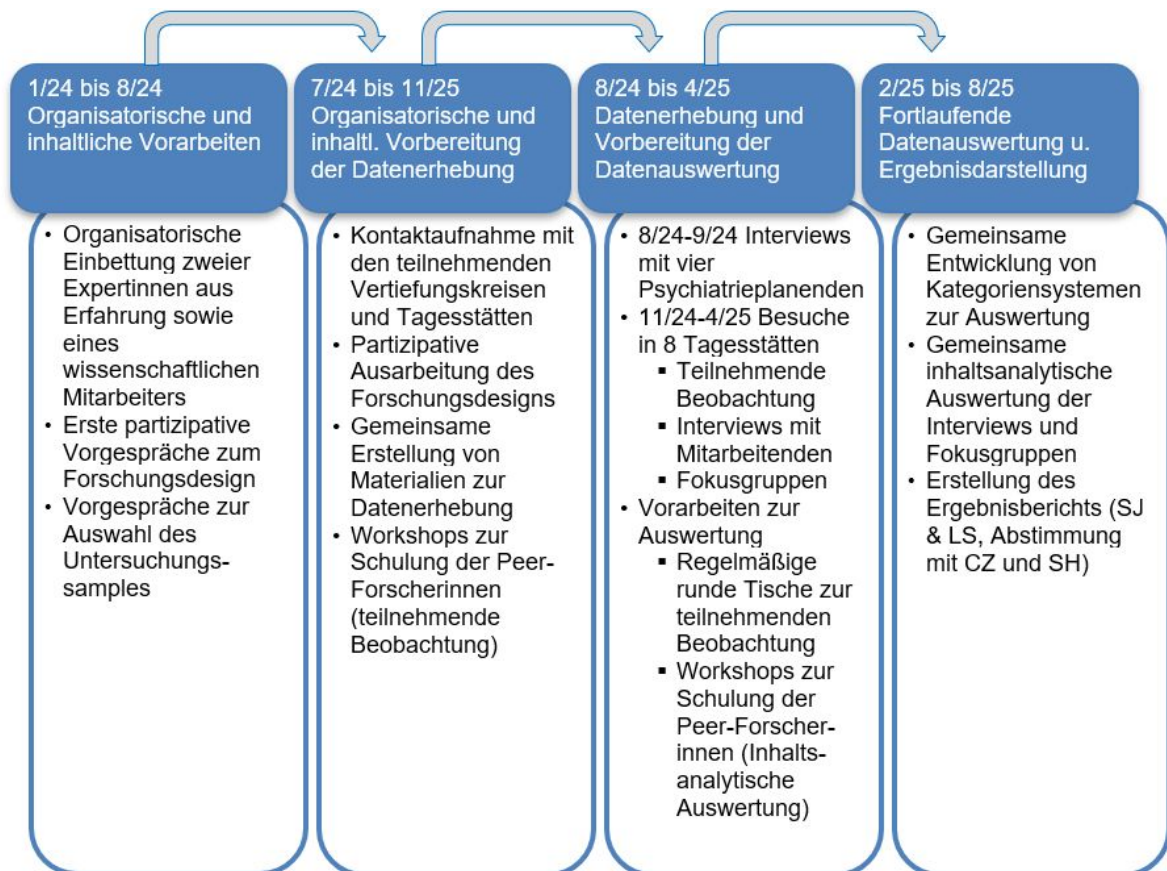 1/24 bis 8/24
Organisatorische und
inhaltliche Vorarbeiten
• Organisatorische
Einbettung zweier
Expertinnen aus
Erfahrung sowie
eines
wissenschaftlichen
Mitarbeiters
• Erste partizipative
Vorgespräche zum
Forschungsdesign
• Vorgespräche zur
Auswahl des
Untersuchungs-
samples
7/24 bis 11/25
Organisatorische und
inhaltl. Vorbereitung
der Datenerhebung
• Kontaktaufnahme mit
den teilnehmenden
Vertiefungskreisen
und Tagesstätten
• Partizipative
Ausarbeitung des
Forschungsdesigns
• Gemeinsame
Erstellung von
Materialien zur
Datenerhebung
• Workshops zur
Schulung der Peer-
Forscherinnen
(teilnehmende
Beobachtung)
8/24 bis 4/25
Datenerhebung und
Vorbereitung der
Datenauswertung
• 8/24-9/24 Interviews
mit vier
Psychiatrieplanenden
• 11/24-4/25 Besuche
in 8 Tagesstätten
▪ Teilnehmende
Beobachtung
▪ Interviews mit
Mitarbeitenden
▪ Fokusgruppen
• Vorarbeiten zur
Auswertung
▪ Regelmäßige
runde Tische zur
teilnehmenden
Beobachtung
▪ Workshops zur
Schulung der
Peer-Forscher-
innen (Inhalts-
analytische
Auswertung)
2/25 bis 8/25
Fortlaufende
Datenauswertung u.
Ergebnisdarstellung
• Gemeinsame
Entwicklung von
Kategoriensystemen
zur Auswertung
• Gemeinsame
inhaltsanalytische
Auswertung der
Interviews und
Fokusgruppen
• Erstellung des
Ergebnisberichts (SJ
& LS, Abstimmung
mit CZ und SH)